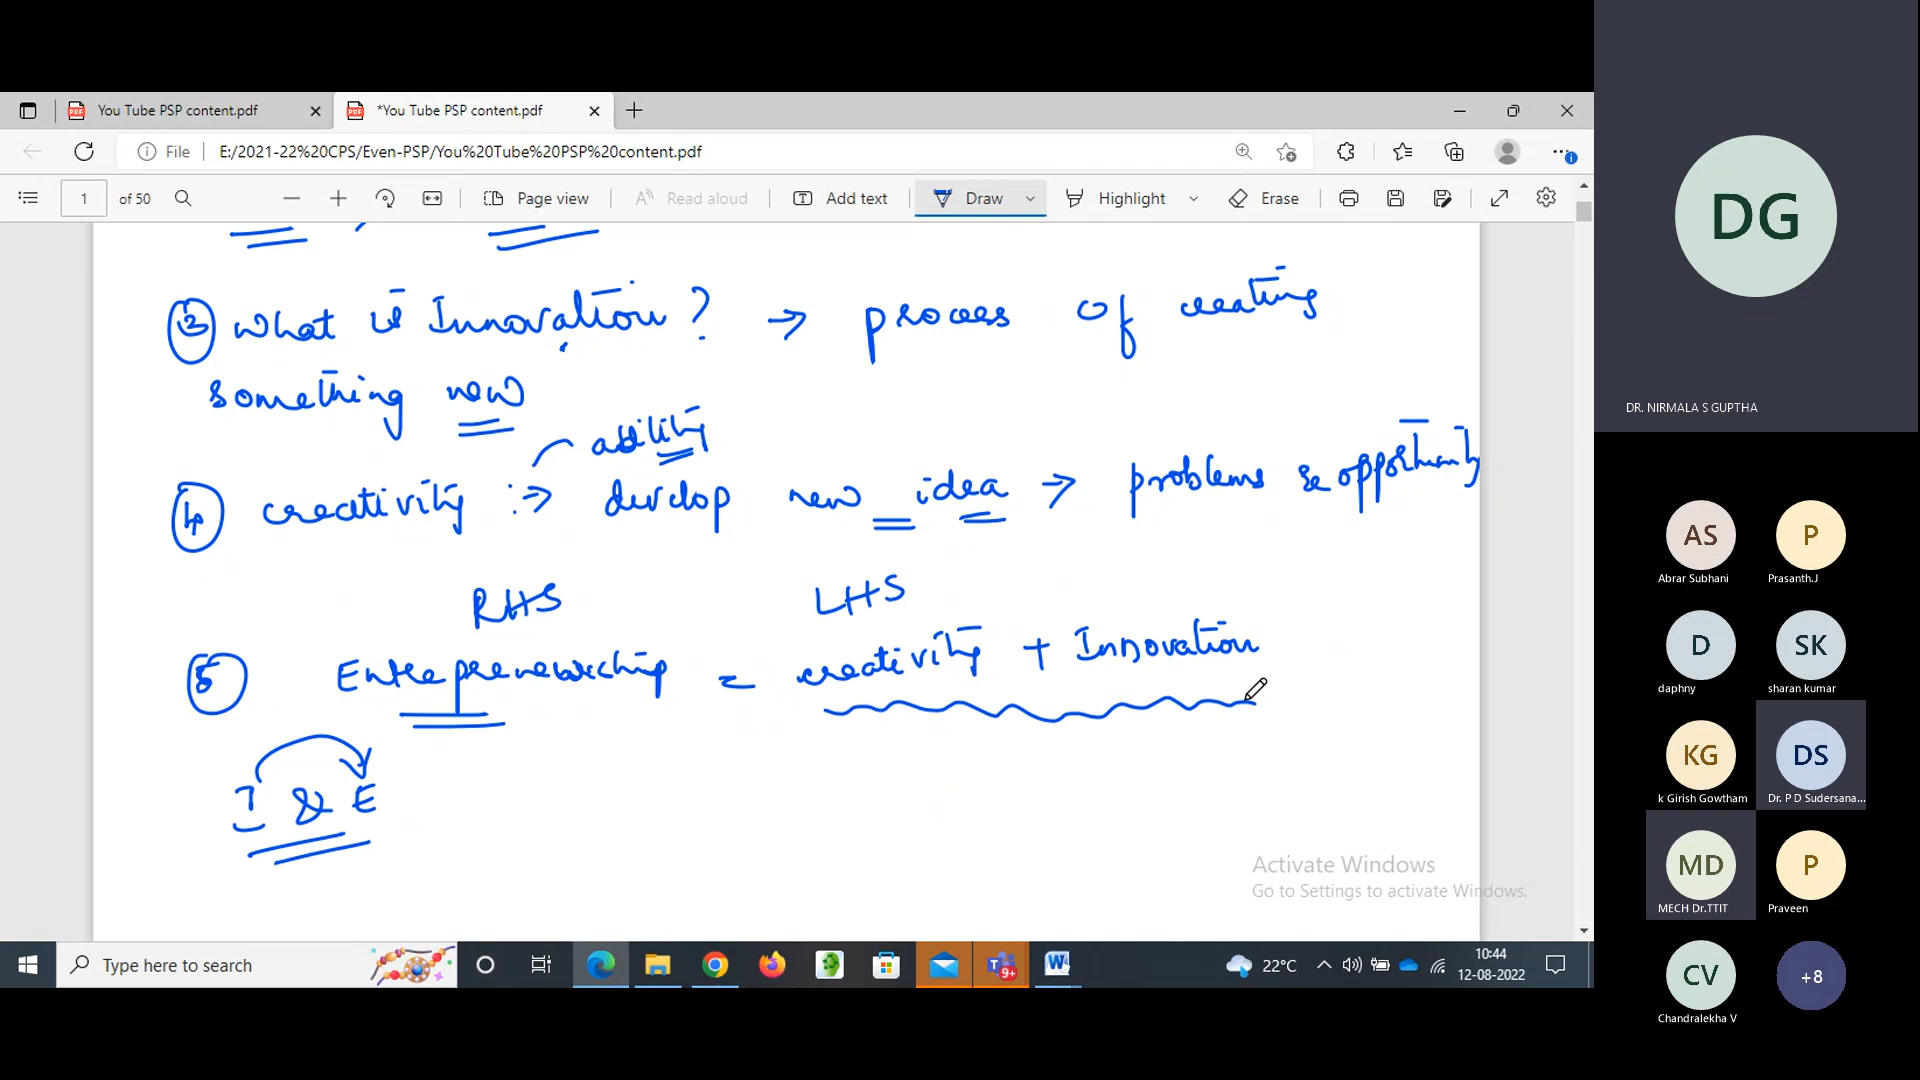 You Tube PSP content.pdf
*You Tube PSP content.pdf
File
E:/2021-22%20CPS/Even-PSP/You%20Tube%20PSP%20content.pdf
1 of 50
Page view
Read aloud
Add text
Draw
Highlight
Erase
③ What is Innovation? → process of creating
something new
ability
④ creativity :→ develop new idea → problems & opportunity
RHS LHS
⑤ Entrepreneurship = creativity + Innovation
I & E
Activate Windows
Go to Settings to activate Windows.
Type here to search
9+
22°C
10:44
12-08-2022
DG
DR. NIRMALA S GUPTHA
AS P
Abrar Subhani Prasanth.J
D SK
daphny sharan kumar
KG DS
k Girish Gowtham Dr. P D Sudersana...
MD P
MECH Dr.TTIT Praveen
CV +8
Chandralekha V